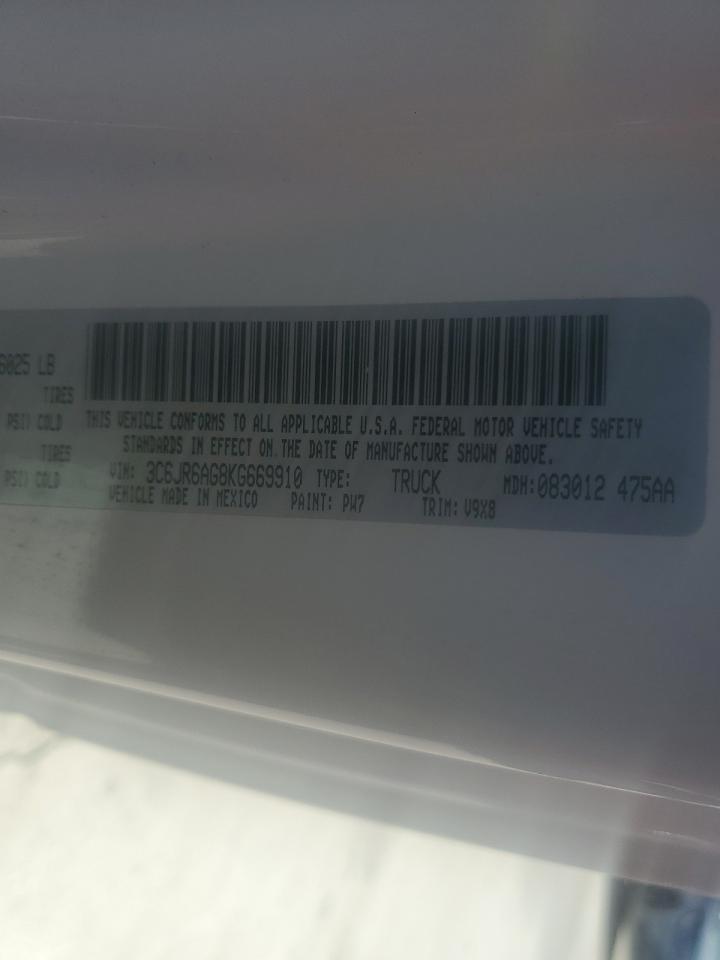 6025 LB
TIRES
PSI) COLD
THIS VEHICLE CONFORMS TO ALL APPLICABLE U.S.A. FEDERAL MOTOR VEHICLE SAFETY
TIRES
STANDARDS IN EFFECT ON THE DATE OF MANUFACTURE SHOWN ABOVE.
PSI) COLD
VIN: 3C6JR6AG8KG669910 TYPE: TRUCK MDH:083012 475AA
VEHICLE MADE IN MEXICO PAINT: PW7 TRIM: V9X8